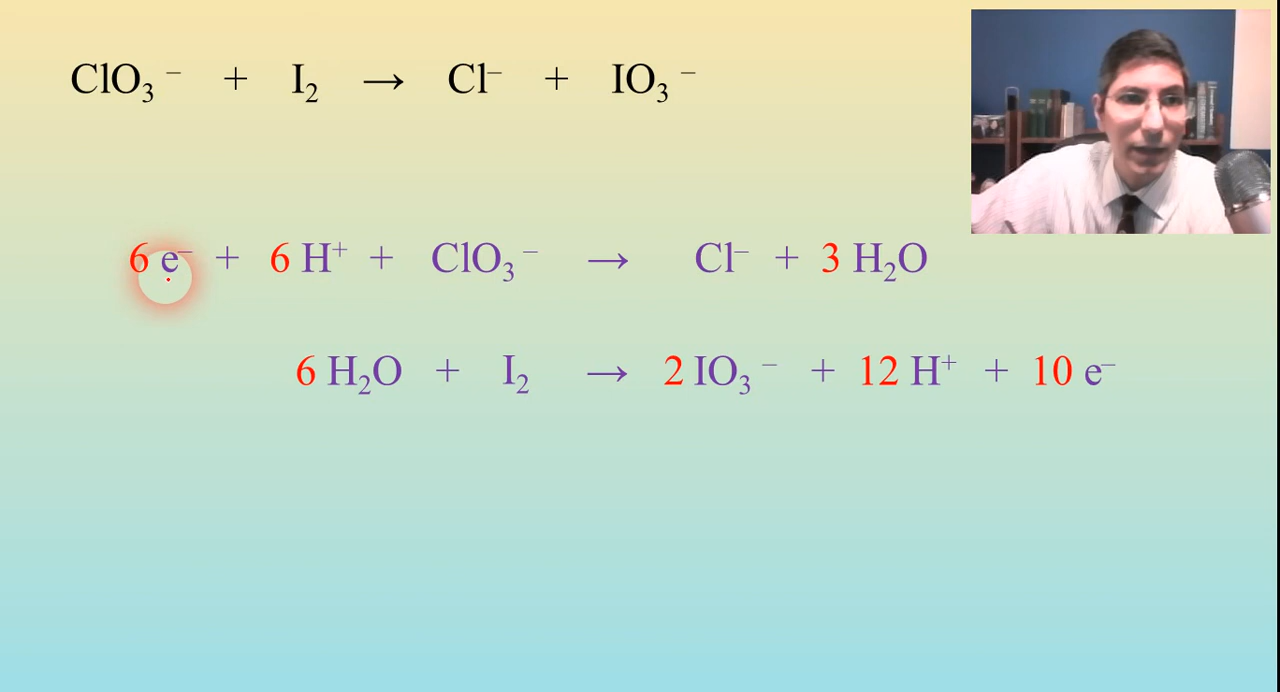 ClO₃⁻ + I₂ → Cl⁻ + IO₃⁻
6 e⁻ + 6 H⁺ + ClO₃⁻ → Cl⁻ + 3 H₂O
6 H₂O + I₂ → 2 IO₃⁻ + 12 H⁺ + 10 e⁻